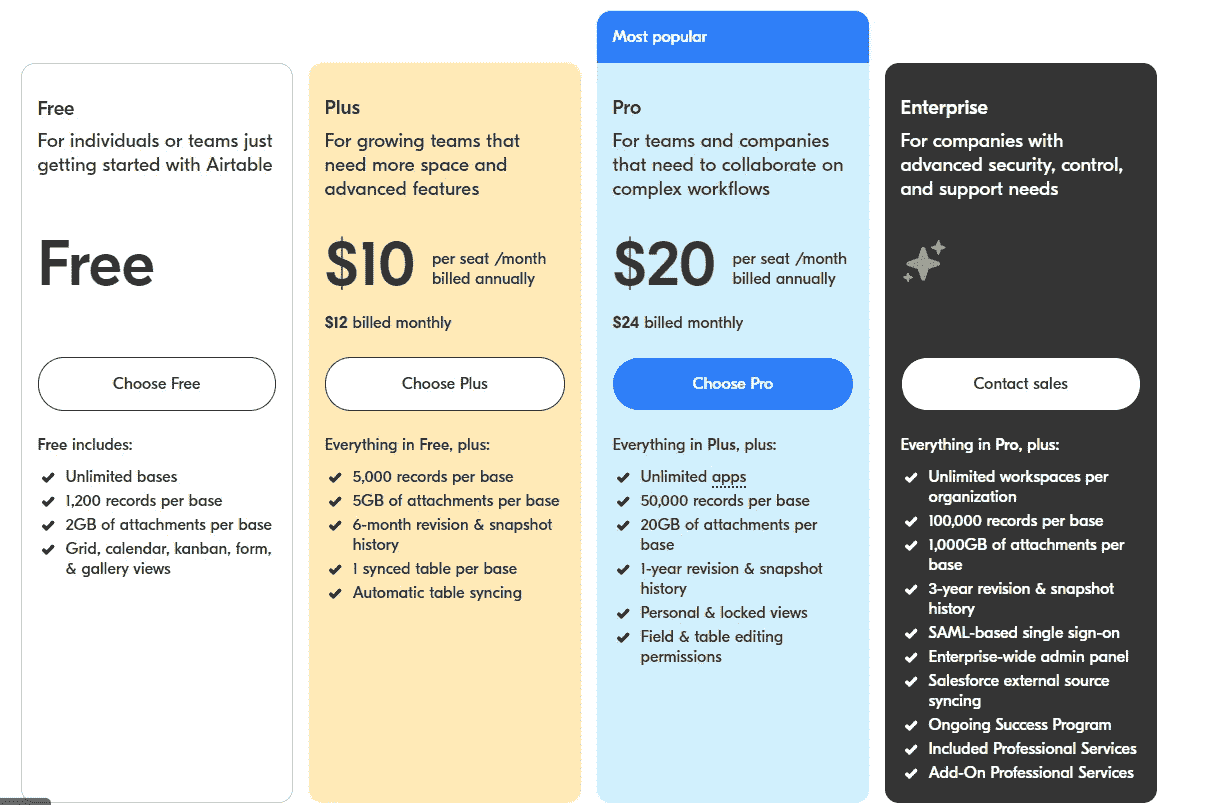 Most popular
Free
For individuals or teams just
getting started with Airtable
Free
Choose Free
Free includes:
Unlimited bases
1,200 records per base
2GB of attachments per base
Grid, calendar, kanban, form,
& gallery views
Plus
For growing teams that
need more space and
advanced features
$10 per seat /month
billed annually
$12 billed monthly
Choose Plus
Everything in Free, plus:
5,000 records per base
5GB of attachments per base
6-month revision & snapshot
history
1 synced table per base
Automatic table syncing
Pro
For teams and companies
that need to collaborate on
complex workflows
$20 per seat /month
billed annually
$24 billed monthly
Choose Pro
Everything in Plus, plus:
Unlimited apps
50,000 records per base
20GB of attachments per
base
1-year revision & snapshot
history
Personal & locked views
Field & table editing
permissions
Enterprise
For companies with
advanced security, control,
and support needs
Contact sales
Everything in Pro, plus:
Unlimited workspaces per
organization
100,000 records per base
1,000GB of attachments per
base
3-year revision & snapshot
history
SAML-based single sign-on
Enterprise-wide admin panel
Salesforce external source
syncing
Ongoing Success Program
Included Professional Services
Add-On Professional Services